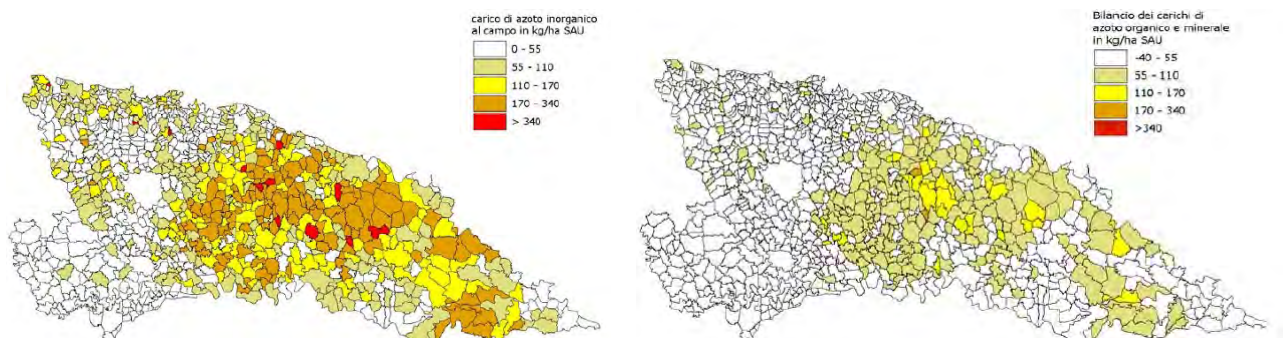 carico di azoto inorganico
al campo in kg/ha SAU
0 - 55
55 - 110
110 - 170
170 - 340
> 340
Bilancio dei carichi di
azoto organico e minerale
in kg/ha SAU
-40 - 55
55 - 110
110 - 170
170 - 340
>340